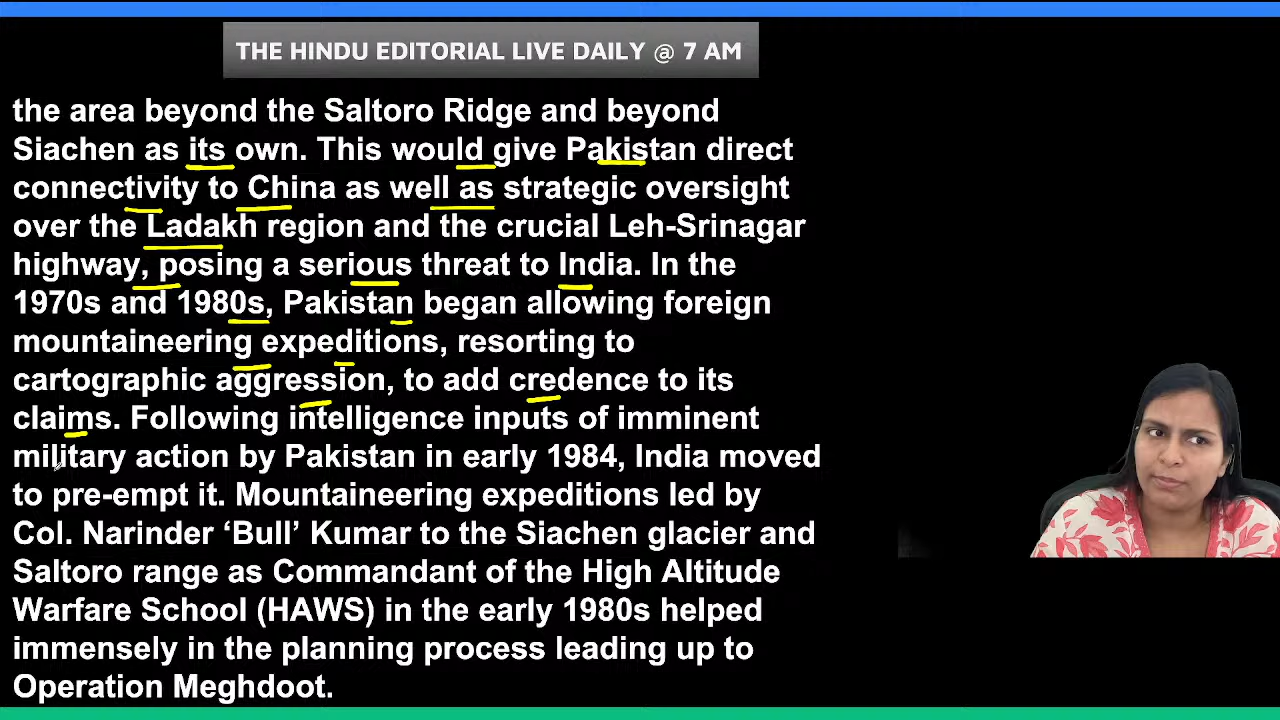 THE HINDU EDITORIAL LIVE DAILY @ 7 AM
the area beyond the Saltoro Ridge and beyond
Siachen as its own. This would give Pakistan direct
connectivity to China as well as strategic oversight
over the Ladakh region and the crucial Leh-Srinagar
highway, posing a serious threat to India. In the
1970s and 1980s, Pakistan began allowing foreign
mountaineering expeditions, resorting to
cartographic aggression, to add credence to its
claims. Following intelligence inputs of imminent
military action by Pakistan in early 1984, India moved
to pre-empt it. Mountaineering expeditions led by
Col. Narinder ‘Bull’ Kumar to the Siachen glacier and
Saltoro range as Commandant of the High Altitude
Warfare School (HAWS) in the early 1980s helped
immensely in the planning process leading up to
Operation Meghdoot.